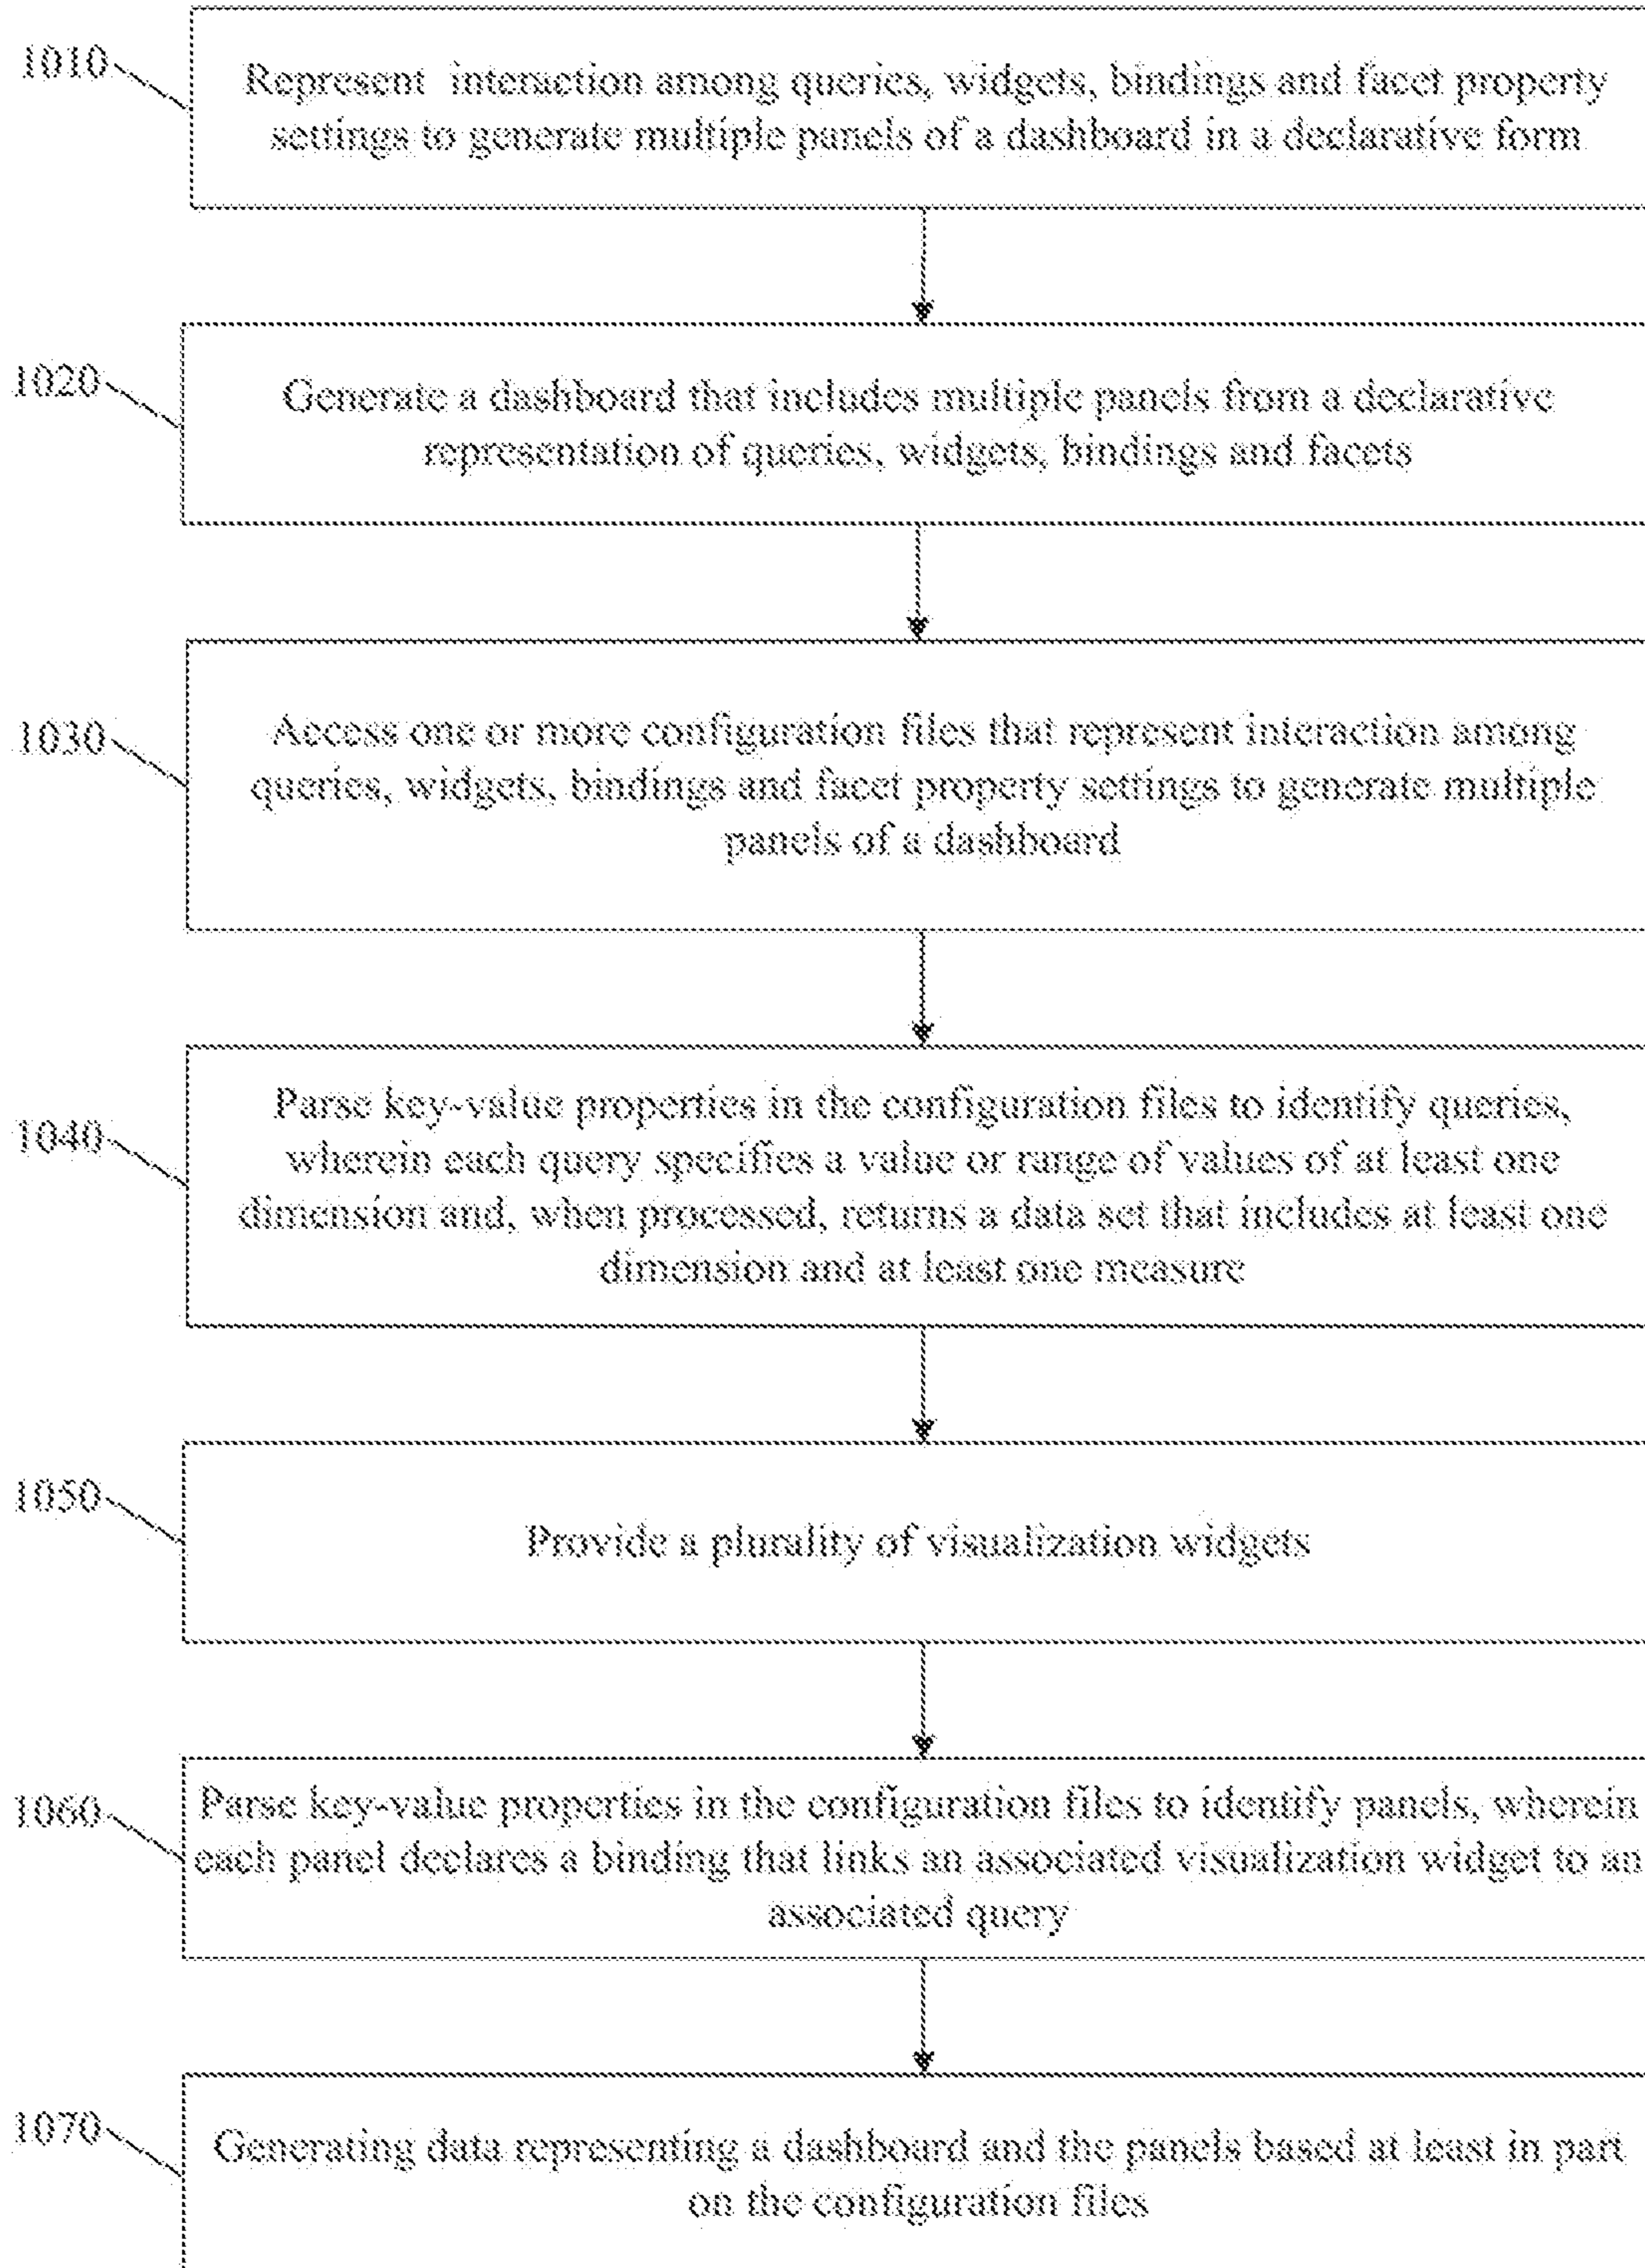 1010
Represent interaction among queries, widgets, bindings and facet property
settings to generate multiple panels of a dashboard in a declarative form
1020
Generate a dashboard that includes multiple panels from a declarative
representation of queries, widgets, bindings and facets
1030
Access one or more configuration files that represent interaction among
queries, widgets, bindings and facet property settings to generate multiple
panels of a dashboard
1040
Parse key-value properties in the configuration files to identify queries,
wherein each query specifies a value or range of values of at least one
dimension and, when processed, returns a data set that includes at least one
dimension and at least one measure
1050
Provide a plurality of visualization widgets
1060
Parse key-value properties in the configuration files to identify panels, wherein
each panel declares a binding that links an associated visualization widget to an
associated query
1070
Generating data representing a dashboard and the panels based at least in part
on the configuration files